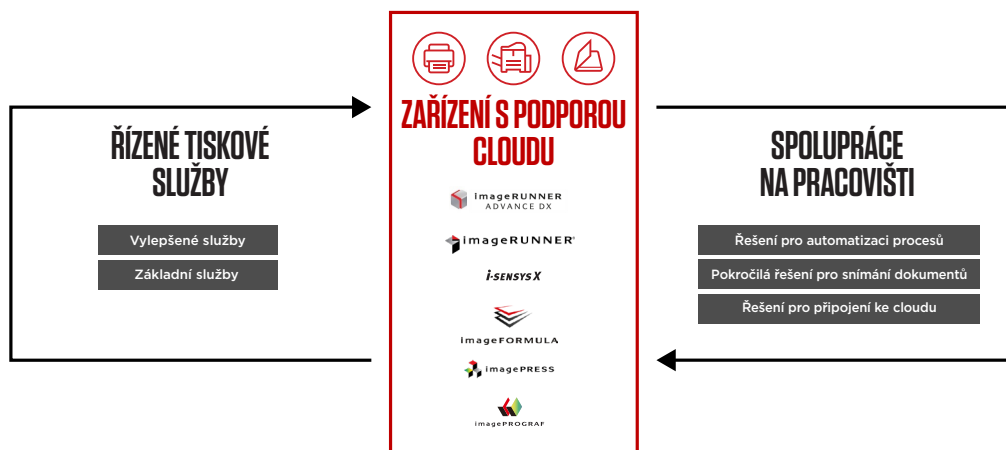 ŘÍZENÉ TISKOVÉ
SLUŽBY
Vylepšené služby
Základní služby
ZAŘÍZENÍ S PODPOROU
CLOUDU
imageRUNNER
ADVANCE DX
imageRUNNER®
i-SENSYS X
imageFORMULA
imagePRESS
imagePROGRAF
SPOLUPRÁCE
NA PRACOVIŠTI
Řešení pro automatizaci procesů
Pokročilá řešení pro snímání dokumentů
Řešení pro připojení ke cloudu